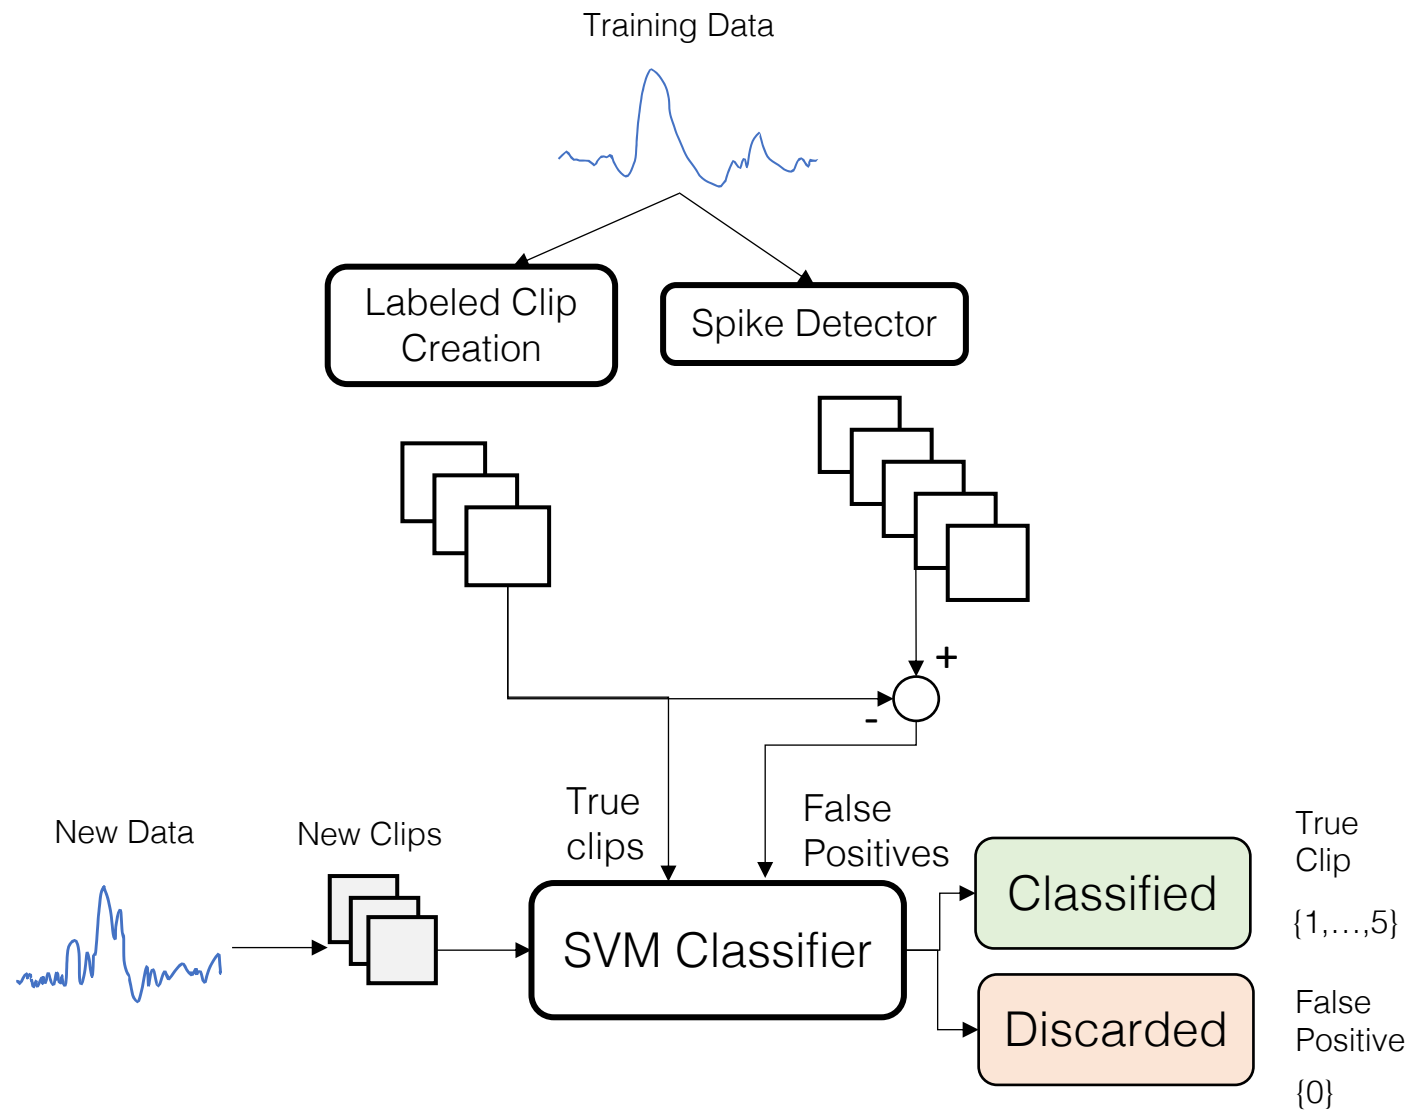 Training Data
Labeled Clip
Creation
Spike Detector
+
-
True
clips
False
Positives
New Data
New Clips
SVM Classifier
Classified
True
Clip
{1,...,5}
Discarded
False
Positive
{0}